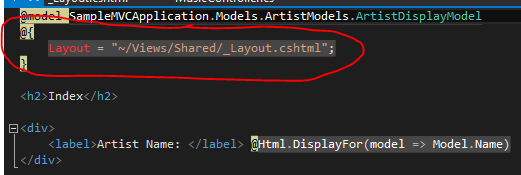 @model SampleMVCApplication.Models.ArtistModels.ArtistDisplayModel
@{
Layout = "~/Views/Shared/_Layout.cshtml";
}
<h2>Index</h2>
<div>
<label>Artist Name: </label> @Html.DisplayFor(model => Model.Name)
</div>